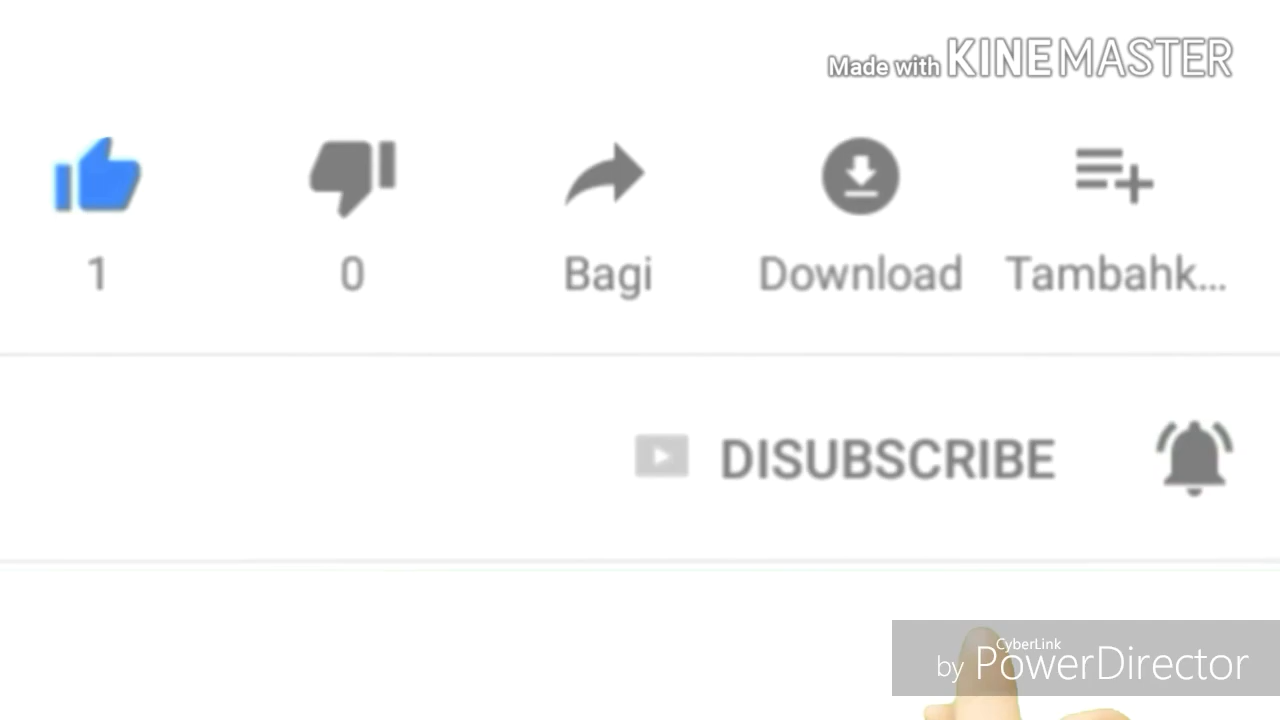 Made with KINEMASTER
1
0
Bagi
Download
Tambahk...
DISUBSCRIBE
CyberLink
by PowerDirector